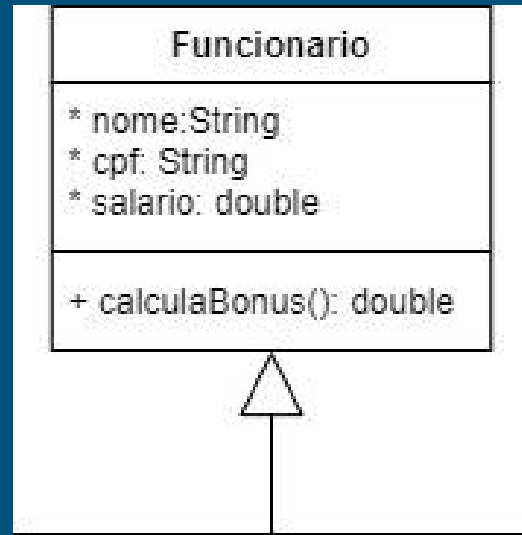 Funcionario
* nome:String
* cpf: String
* salario: double
+ calculaBonus(): double